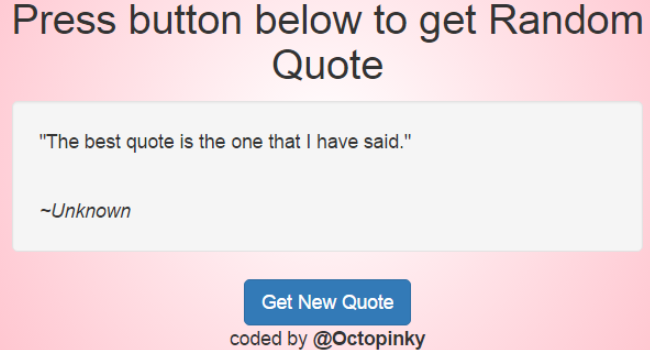 Press button below to get Random
Quote
"The best quote is the one that I have said."
~Unknown
Get New Quote
coded by @Octopinky